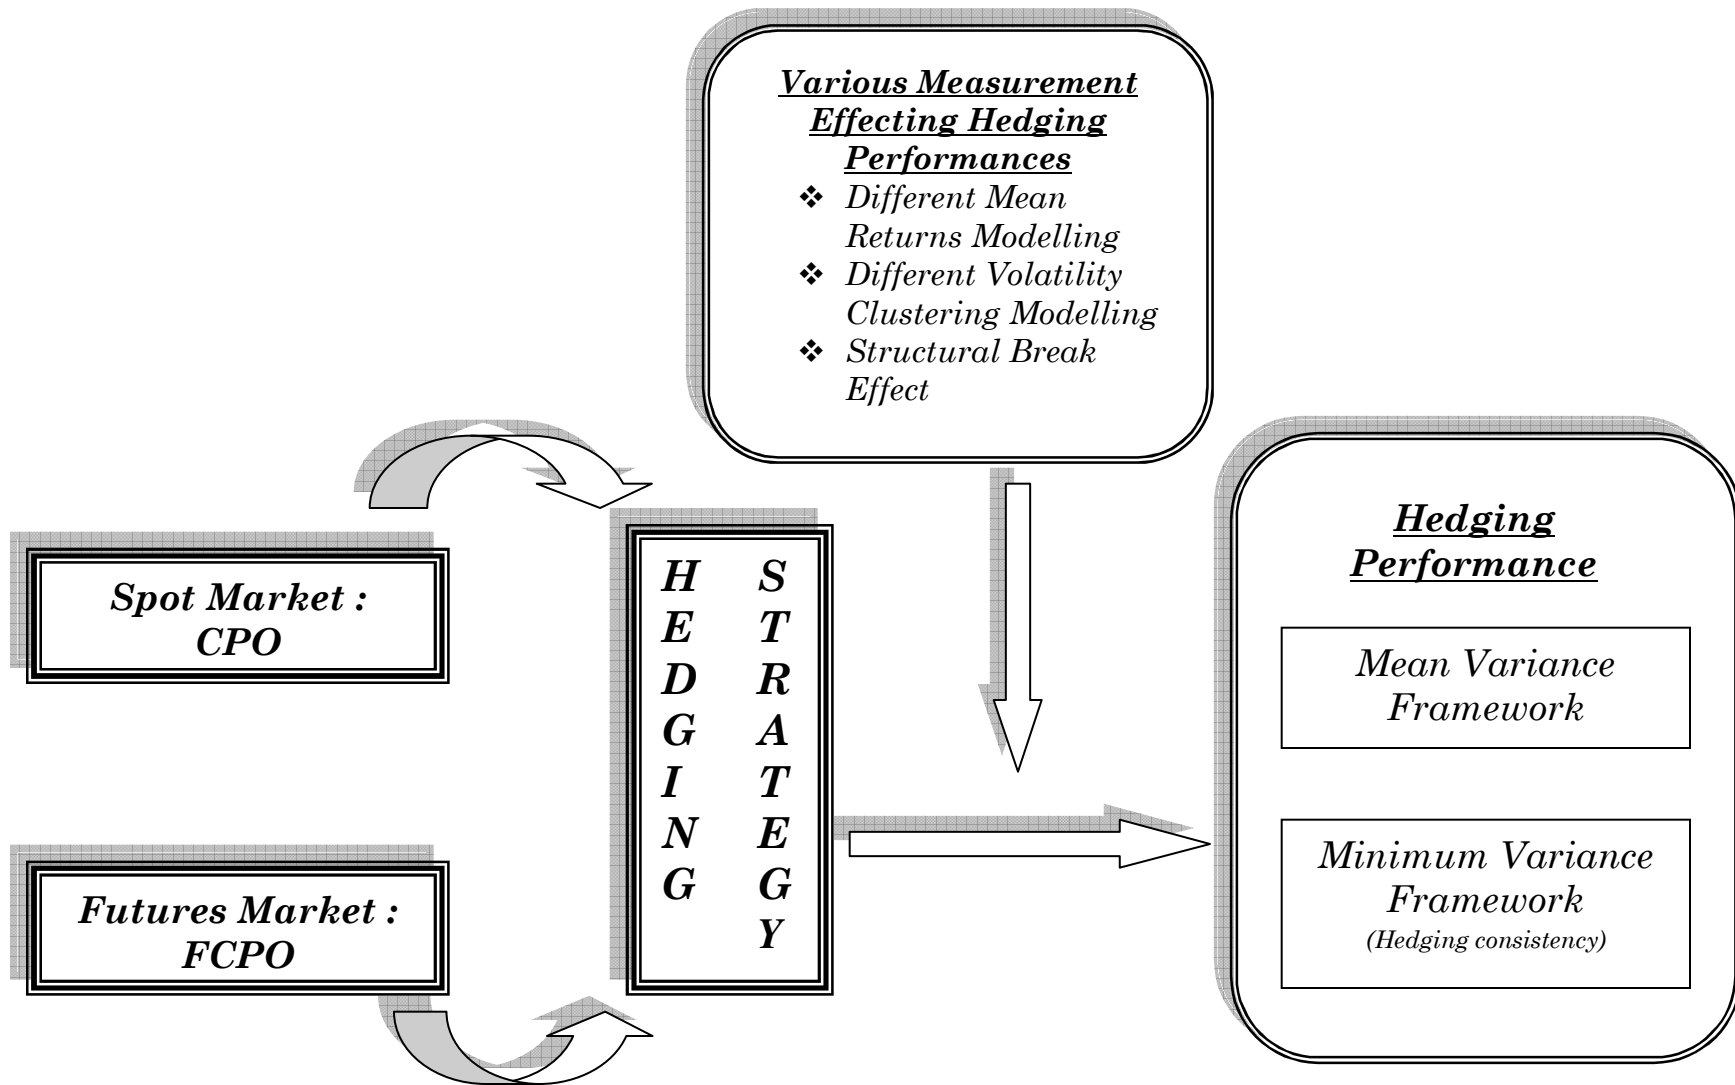 Various Measurement
Effecting Hedging
Performances
❖ Different Mean
Returns Modelling
❖ Different Volatility
Clustering Modelling
❖ Structural Break
Effect
Spot Market :
CPO
Futures Market :
FCPO
H S
E T
D R
G A
I T
N E
G G
Y
Hedging
Performance
Mean Variance
Framework
Minimum Variance
Framework
(Hedging consistency)